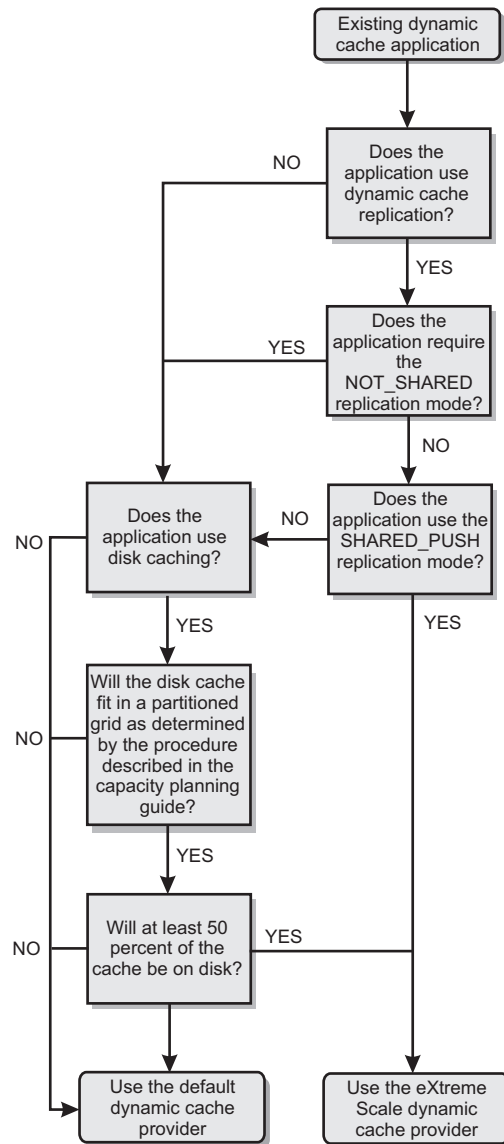 Existing dynamic
cache application
NO
Does the
application use
dynamic cache
replication?
YES
YES
Does the
application require
the
NOT_SHARED
replication mode?
NO
NO
Does the
application use
disk caching?
NO
Does the
application use the
SHARED_PUSH
replication mode?
YES
YES
NO
Will the disk cache
fit in a partitioned
grid as determined
by the procedure
described in the
capacity planning
guide?
YES
NO
Will at least 50
percent of the
cache be on disk?
YES
Use the default
dynamic cache
provider
Use the eXtreme
Scale dynamic
cache provider